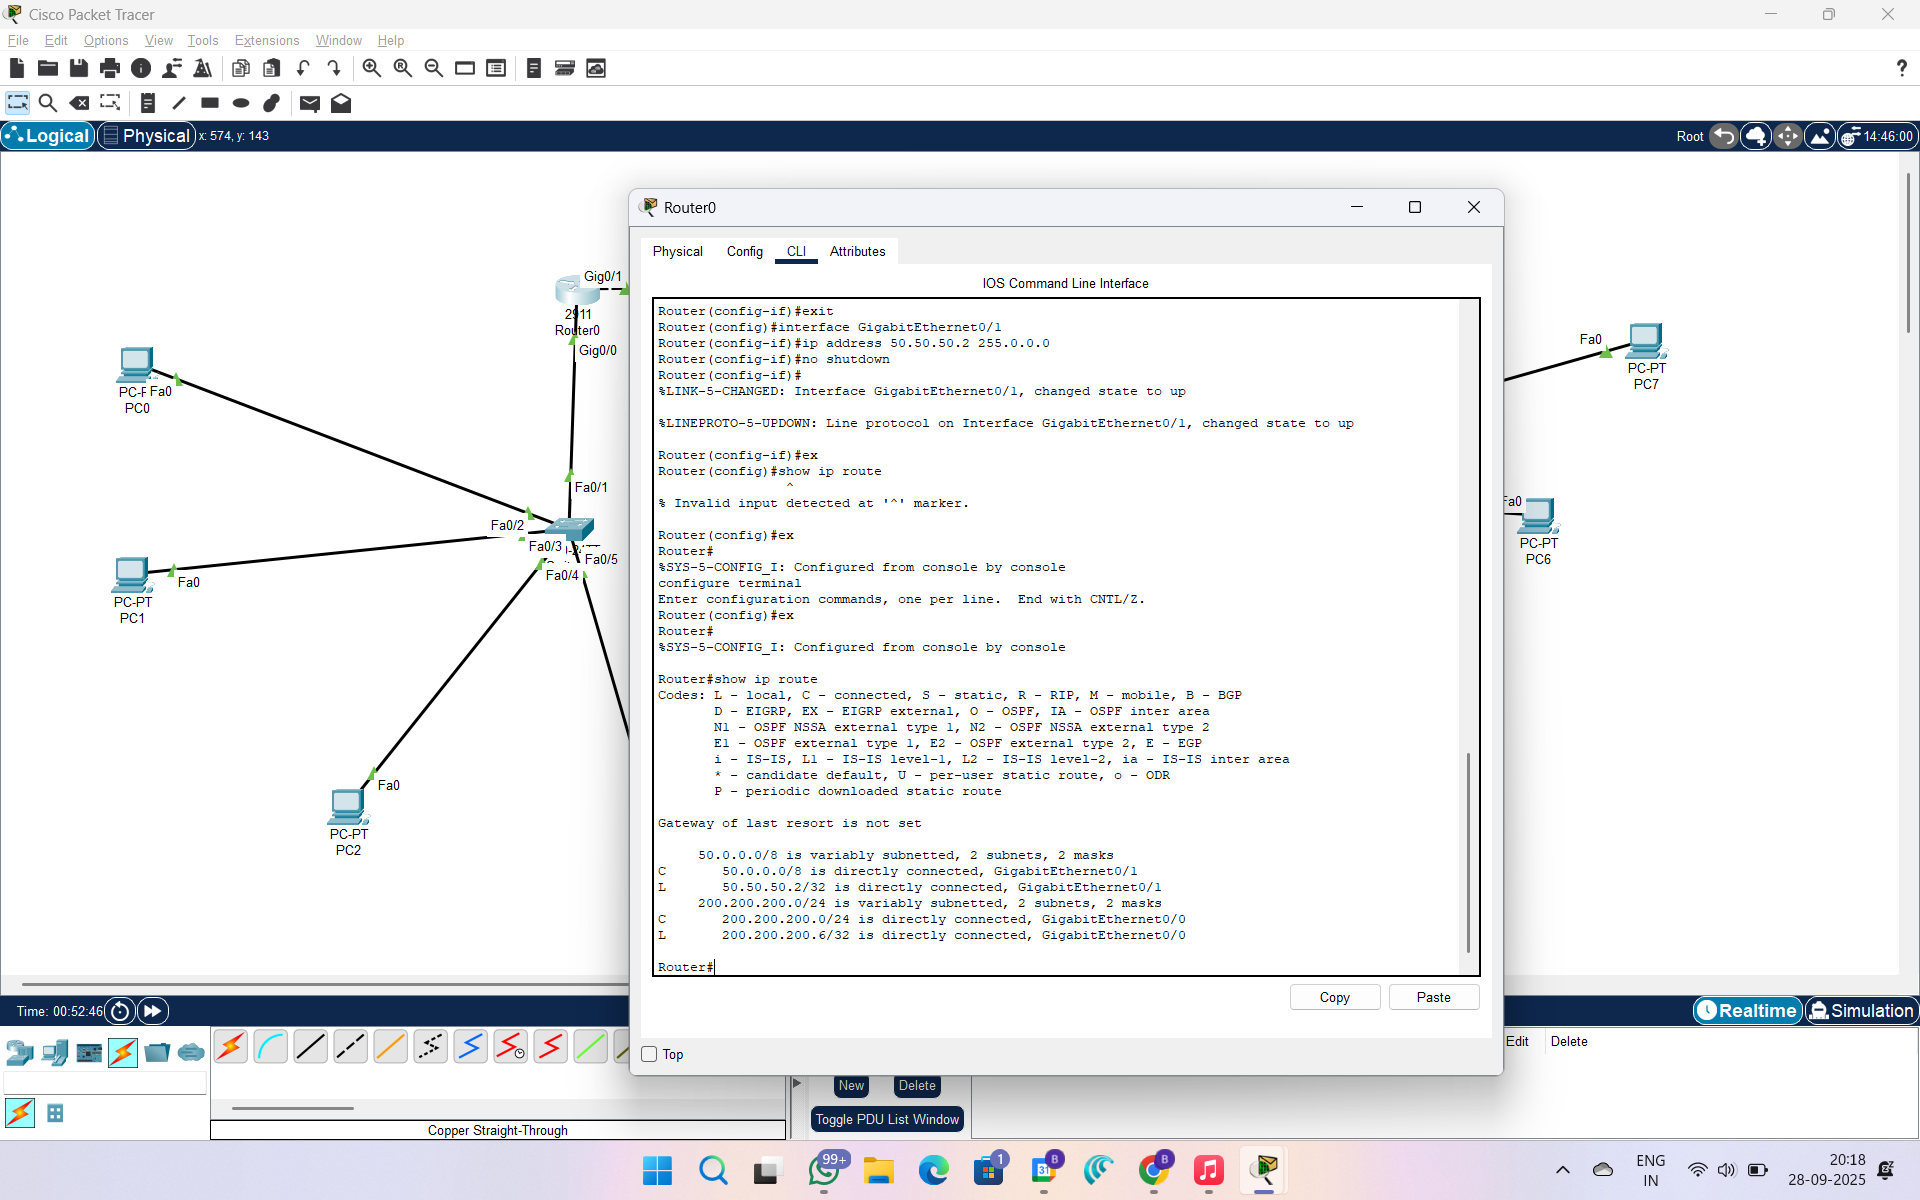 Cisco Packet Tracer
File Edit Options View Tools Extensions Window Help
Logical Physical x: 574, y: 143 Root 14:46:00
Gig0/1
2911
Router0
Gig0/0
Fa0
PC0
Fa0/1
Fa0/2
Fa0/3
Fa0/5
Fa0/4
Fa0
PC-PT
PC1
Fa0
PC-PT
PC2
Fa0
PC-PT
PC7
Fa0
PC-PT
PC6
Router0
Physical Config CLI Attributes
IOS Command Line Interface
Router(config-if)#exit
Router(config)#interface GigabitEthernet0/1
Router(config-if)#ip address 50.50.50.2 255.0.0.0
Router(config-if)#no shutdown
Router(config-if)#
%LINK-5-CHANGED: Interface GigabitEthernet0/1, changed state to up
%LINEPROTO-5-UPDOWN: Line protocol on Interface GigabitEthernet0/1, changed state to up
Router(config-if)#ex
Router(config)#show ip route
^
% Invalid input detected at '^' marker.
Router(config)#ex
Router#
%SYS-5-CONFIG_I: Configured from console by console
configure terminal
Enter configuration commands, one per line.  End with CNTL/Z.
Router(config)#ex
Router#
%SYS-5-CONFIG_I: Configured from console by console
Router#show ip route
Codes: L - local, C - connected, S - static, R - RIP, M - mobile, B - BGP
D - EIGRP, EX - EIGRP external, O - OSPF, IA - OSPF inter area
N1 - OSPF NSSA external type 1, N2 - OSPF NSSA external type 2
E1 - OSPF external type 1, E2 - OSPF external type 2, E - EGP
i - IS-IS, L1 - IS-IS level-1, L2 - IS-IS level-2, ia - IS-IS inter area
* - candidate default, U - per-user static route, o - ODR
P - periodic downloaded static route
Gateway of last resort is not set
50.0.0.0/8 is variably subnetted, 2 subnets, 2 masks
C 50.0.0.0/8 is directly connected, GigabitEthernet0/1
L 50.50.50.2/32 is directly connected, GigabitEthernet0/1
200.200.200.0/24 is variably subnetted, 2 subnets, 2 masks
C 200.200.200.0/24 is directly connected, GigabitEthernet0/0
L 200.200.200.6/32 is directly connected, GigabitEthernet0/0
Router#
Copy Paste
Top
Time: 00:52:46 Realtime Simulation
Edit Delete
New Delete
Toggle PDU List Window
Copper Straight-Through
99+ 1 31 B B
ENG
IN
20:18
28-09-2025